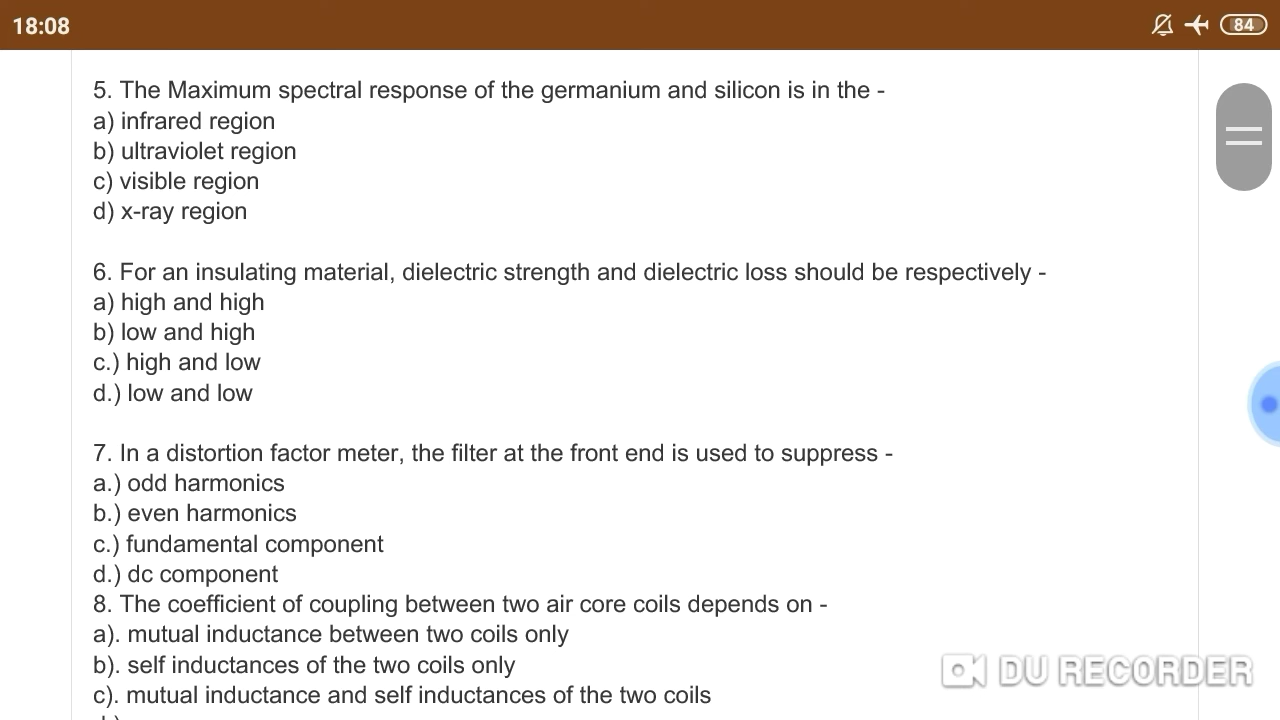 18:08
84
5. The Maximum spectral response of the germanium and silicon is in the -
a) infrared region
b) ultraviolet region
c) visible region
d) x-ray region
6. For an insulating material, dielectric strength and dielectric loss should be respectively -
a) high and high
b) low and high
c.) high and low
d.) low and low
7. In a distortion factor meter, the filter at the front end is used to suppress -
a.) odd harmonics
b.) even harmonics
c.) fundamental component
d.) dc component
8. The coefficient of coupling between two air core coils depends on -
a). mutual inductance between two coils only
b). self inductances of the two coils only
c). mutual inductance and self inductances of the two coils
DU RECORDER